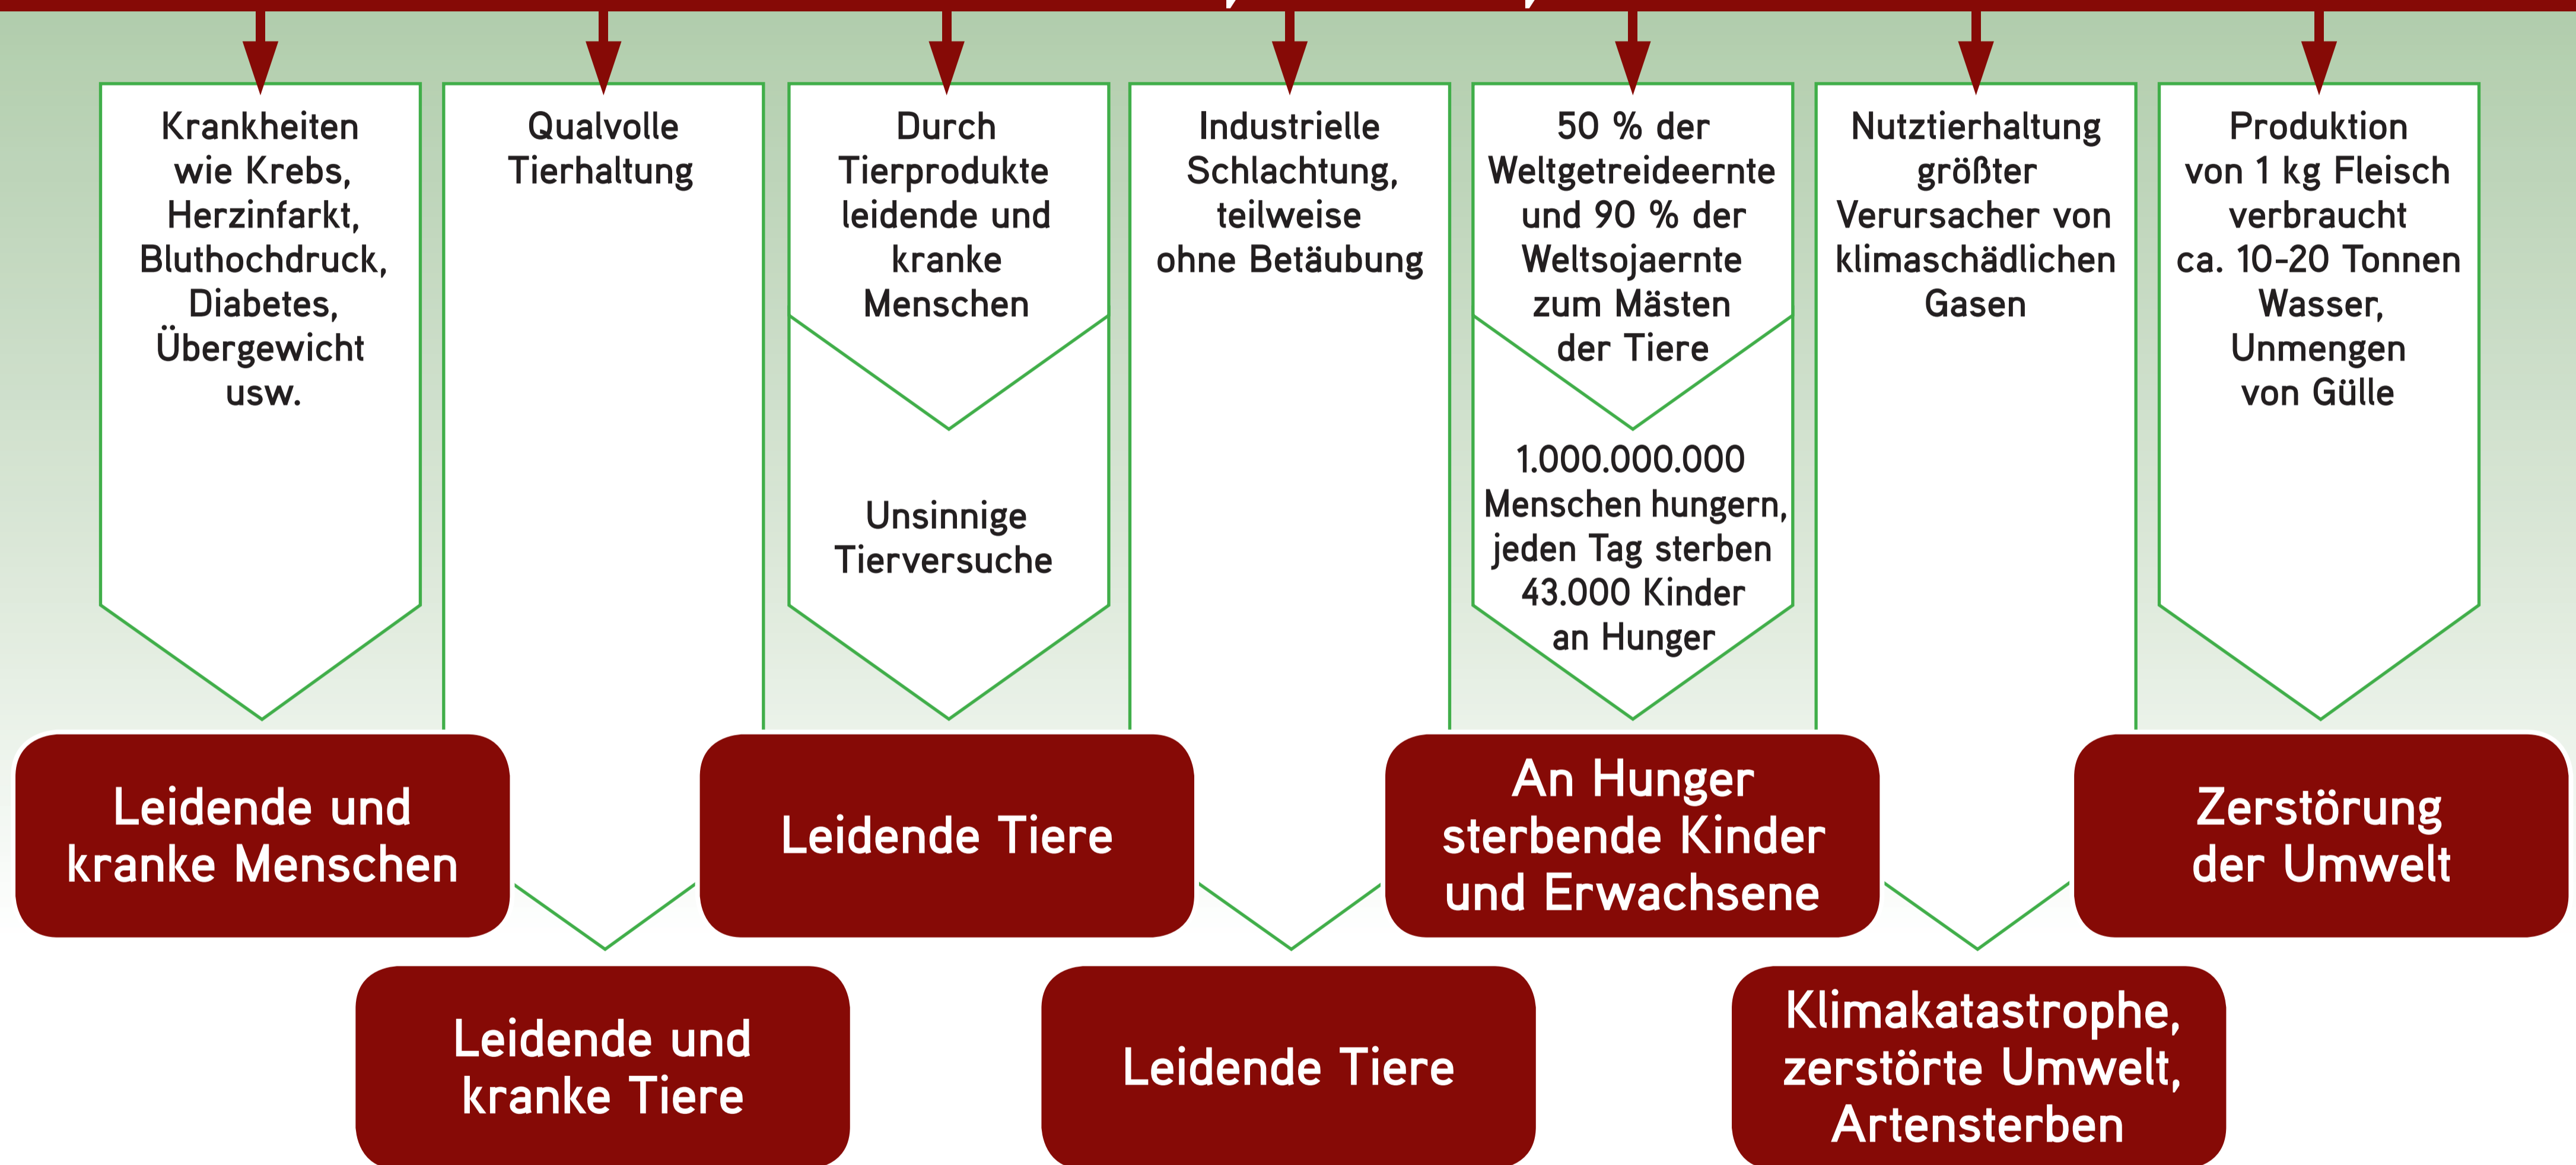 Krankheiten
wie Krebs,
Herzinfarkt,
Bluthochdruck,
Diabetes,
Übergewicht
usw.
Qualvolle
Tierhaltung
Durch
Tierprodukte
leidende und
kranke
Menschen
Unsinnige
Tierversuche
Industrielle
Schlachtung,
teilweise
ohne Betäubung
50 % der
Weltgetreideernte
und 90 % der
Weltsojaernte
zum Mästen
der Tiere
1.000.000.000
Menschen hungern,
jeden Tag sterben
43.000 Kinder
an Hunger
Nutztierhaltung
größter
Verursacher von
klimaschädlichen
Gasen
Produktion
von 1 kg Fleisch
verbraucht
ca. 10-20 Tonnen
Wasser,
Unmengen
von Gülle
Leidende und
kranke Menschen
Leidende Tiere
An Hunger
sterbende Kinder
und Erwachsene
Zerstörung
der Umwelt
Leidende und
kranke Tiere
Leidende Tiere
Klimakatastrophe,
zerstörte Umwelt,
Artensterben